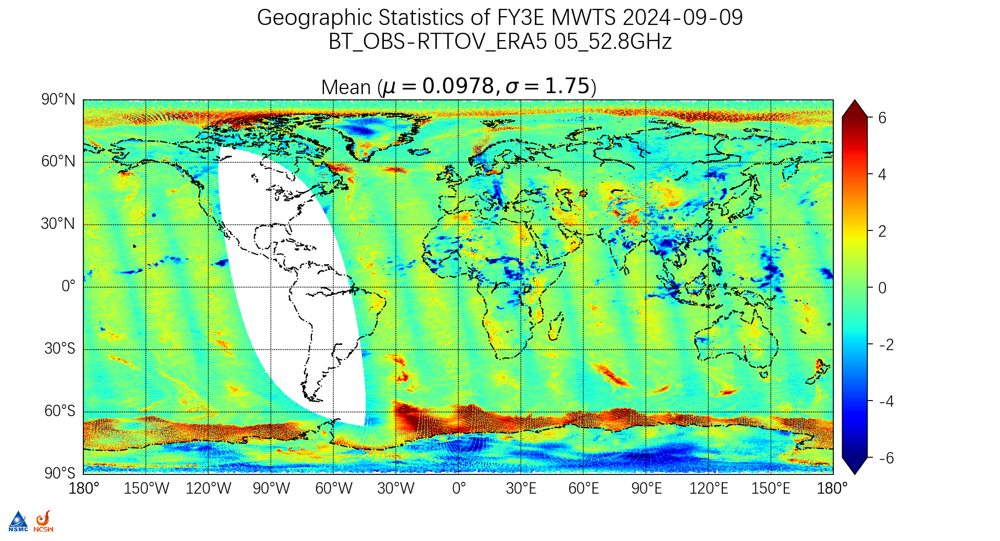 Geographic Statistics of FY3E MWTS 2024-09-09
BT_OBS-RTTOV_ERA5 05_52.8GHz
Mean (μ = 0.0978, σ = 1.75)
90°N
60°N
30°N
0°
30°S
60°S
90°S
180° 150°W 120°W 90°W 60°W 30°W 0° 30°E 60°E 90°E 120°E 150°E 180°
6
4
2
0
-2
-4
-6
NSMC NCSW